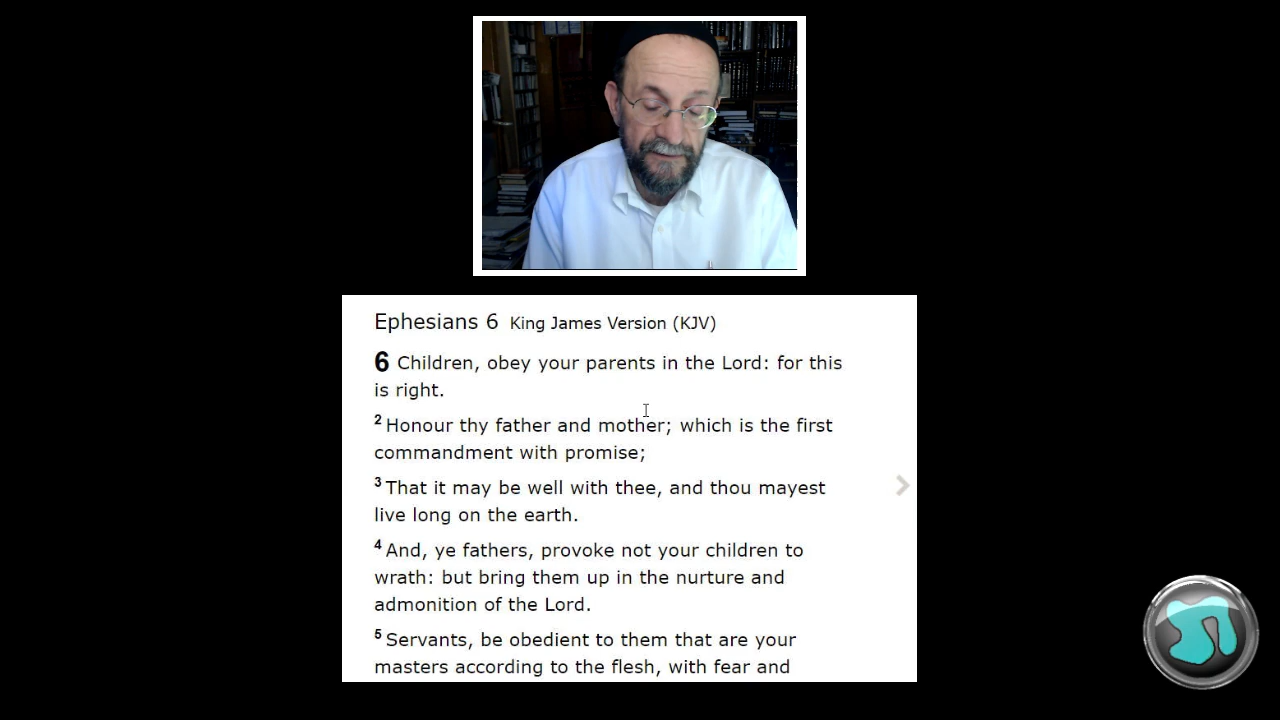 Ephesians 6 King James Version (KJV)
6 Children, obey your parents in the Lord: for this
is right.
2 Honour thy father and mother; which is the first
commandment with promise;
3 That it may be well with thee, and thou mayest
live long on the earth.
4 And, ye fathers, provoke not your children to
wrath: but bring them up in the nurture and
admonition of the Lord.
5 Servants, be obedient to them that are your
masters according to the flesh, with fear and